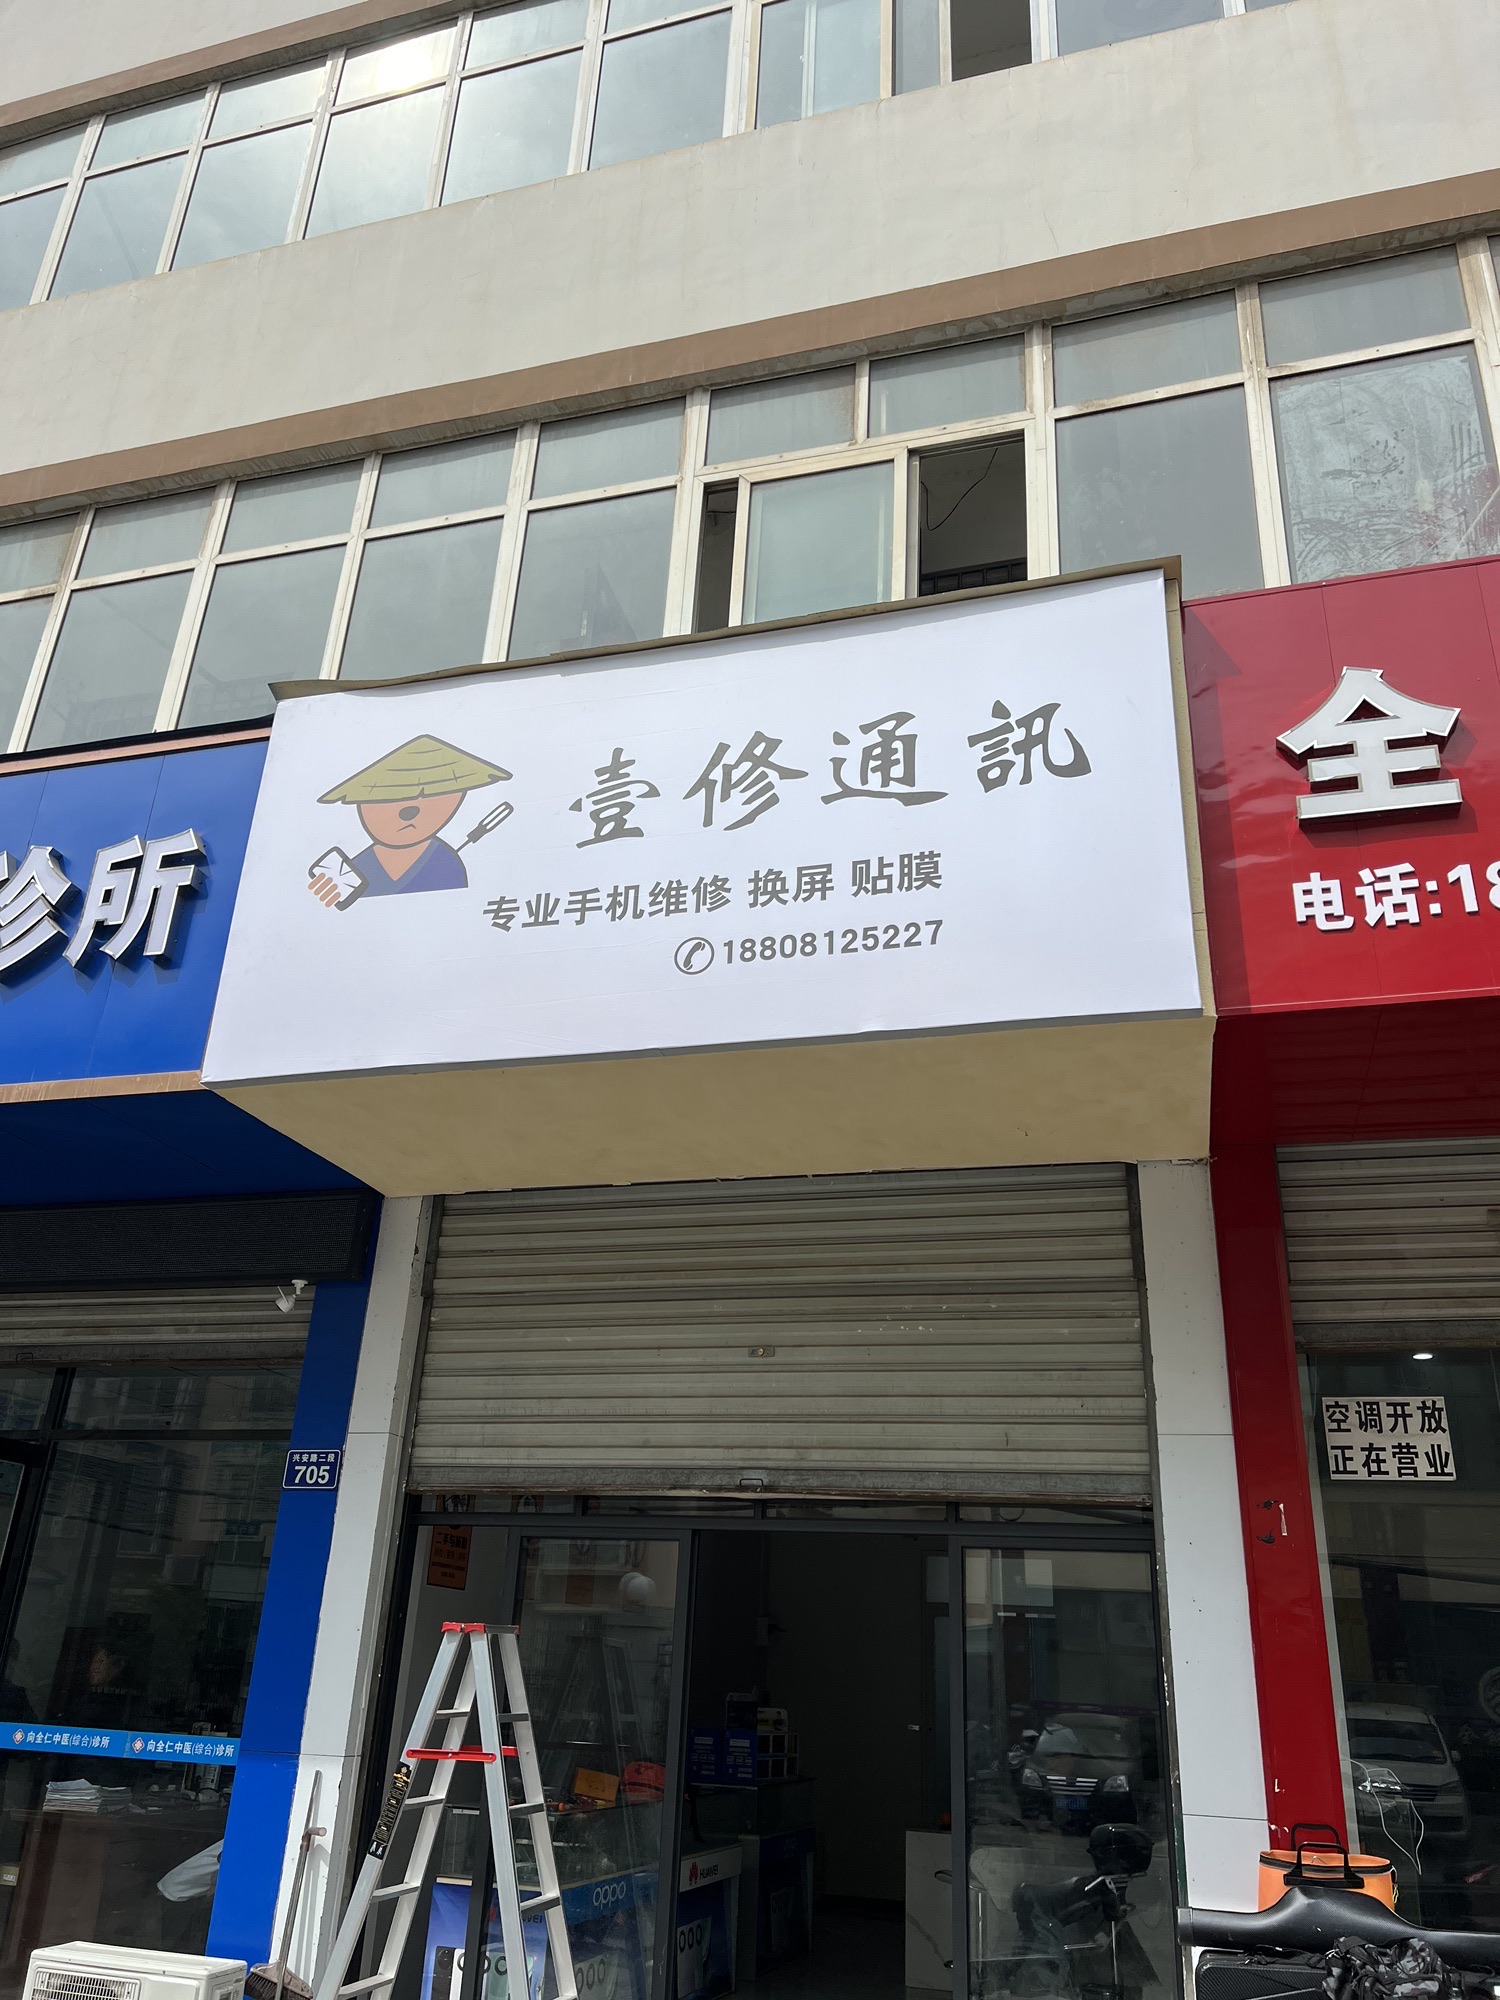 壹修通訊
专业手机维修 换屏 贴膜
18808125227
诊所
全
电话:18
空调开放
正在营业
兴安路二段
705
向全仁中医(综合)诊所
向全仁中医(综合)诊所
HUAWEI
oppo